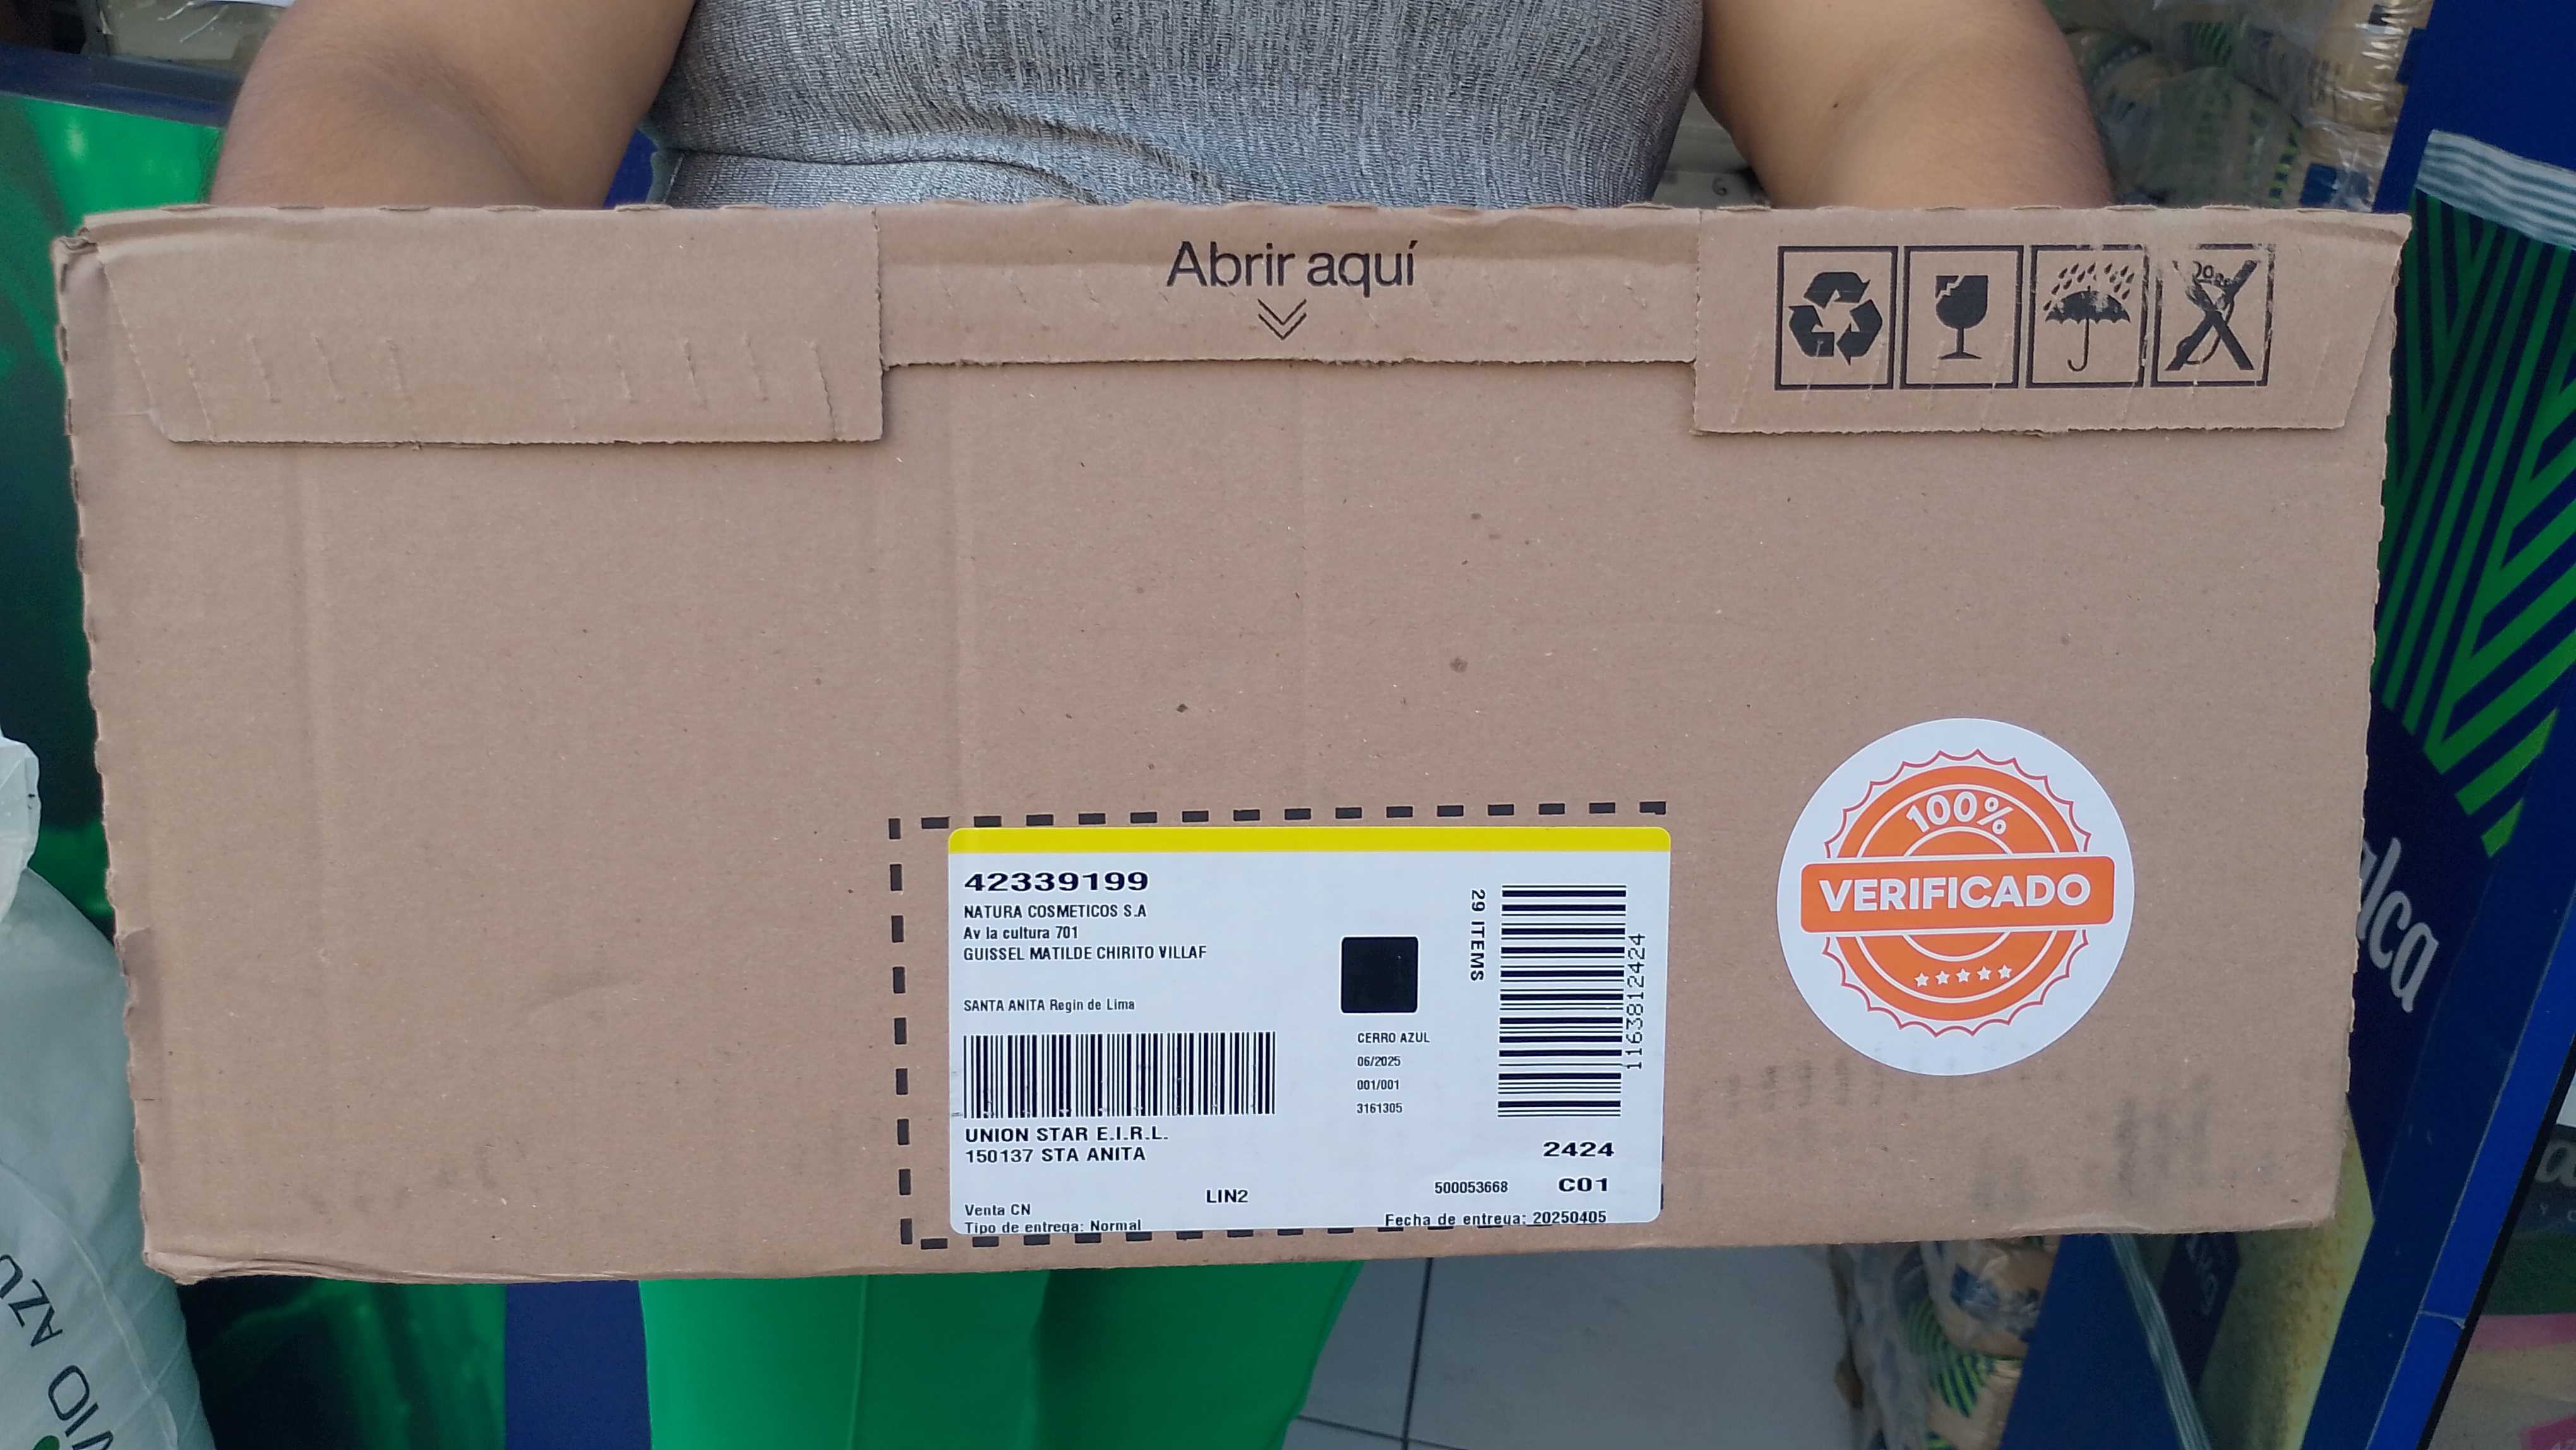 Abrir aquí
42339199
NATURA COSMETICOS S.A
Av la cultura 701
GUISSEL MATILDE CHIRITO VILLAF
SANTA ANITA Regin de Lima
UNION STAR E.I.R.L.
150137 STA ANITA
LIN2
Venta CN
Tipo de entrega: Normal
CERRO AZUL
06/2025
001/001
3161305
29 ITEMS
1163812424
2424
500053668
C01
Fecha de entrega: 20250405
100%
VERIFICADO